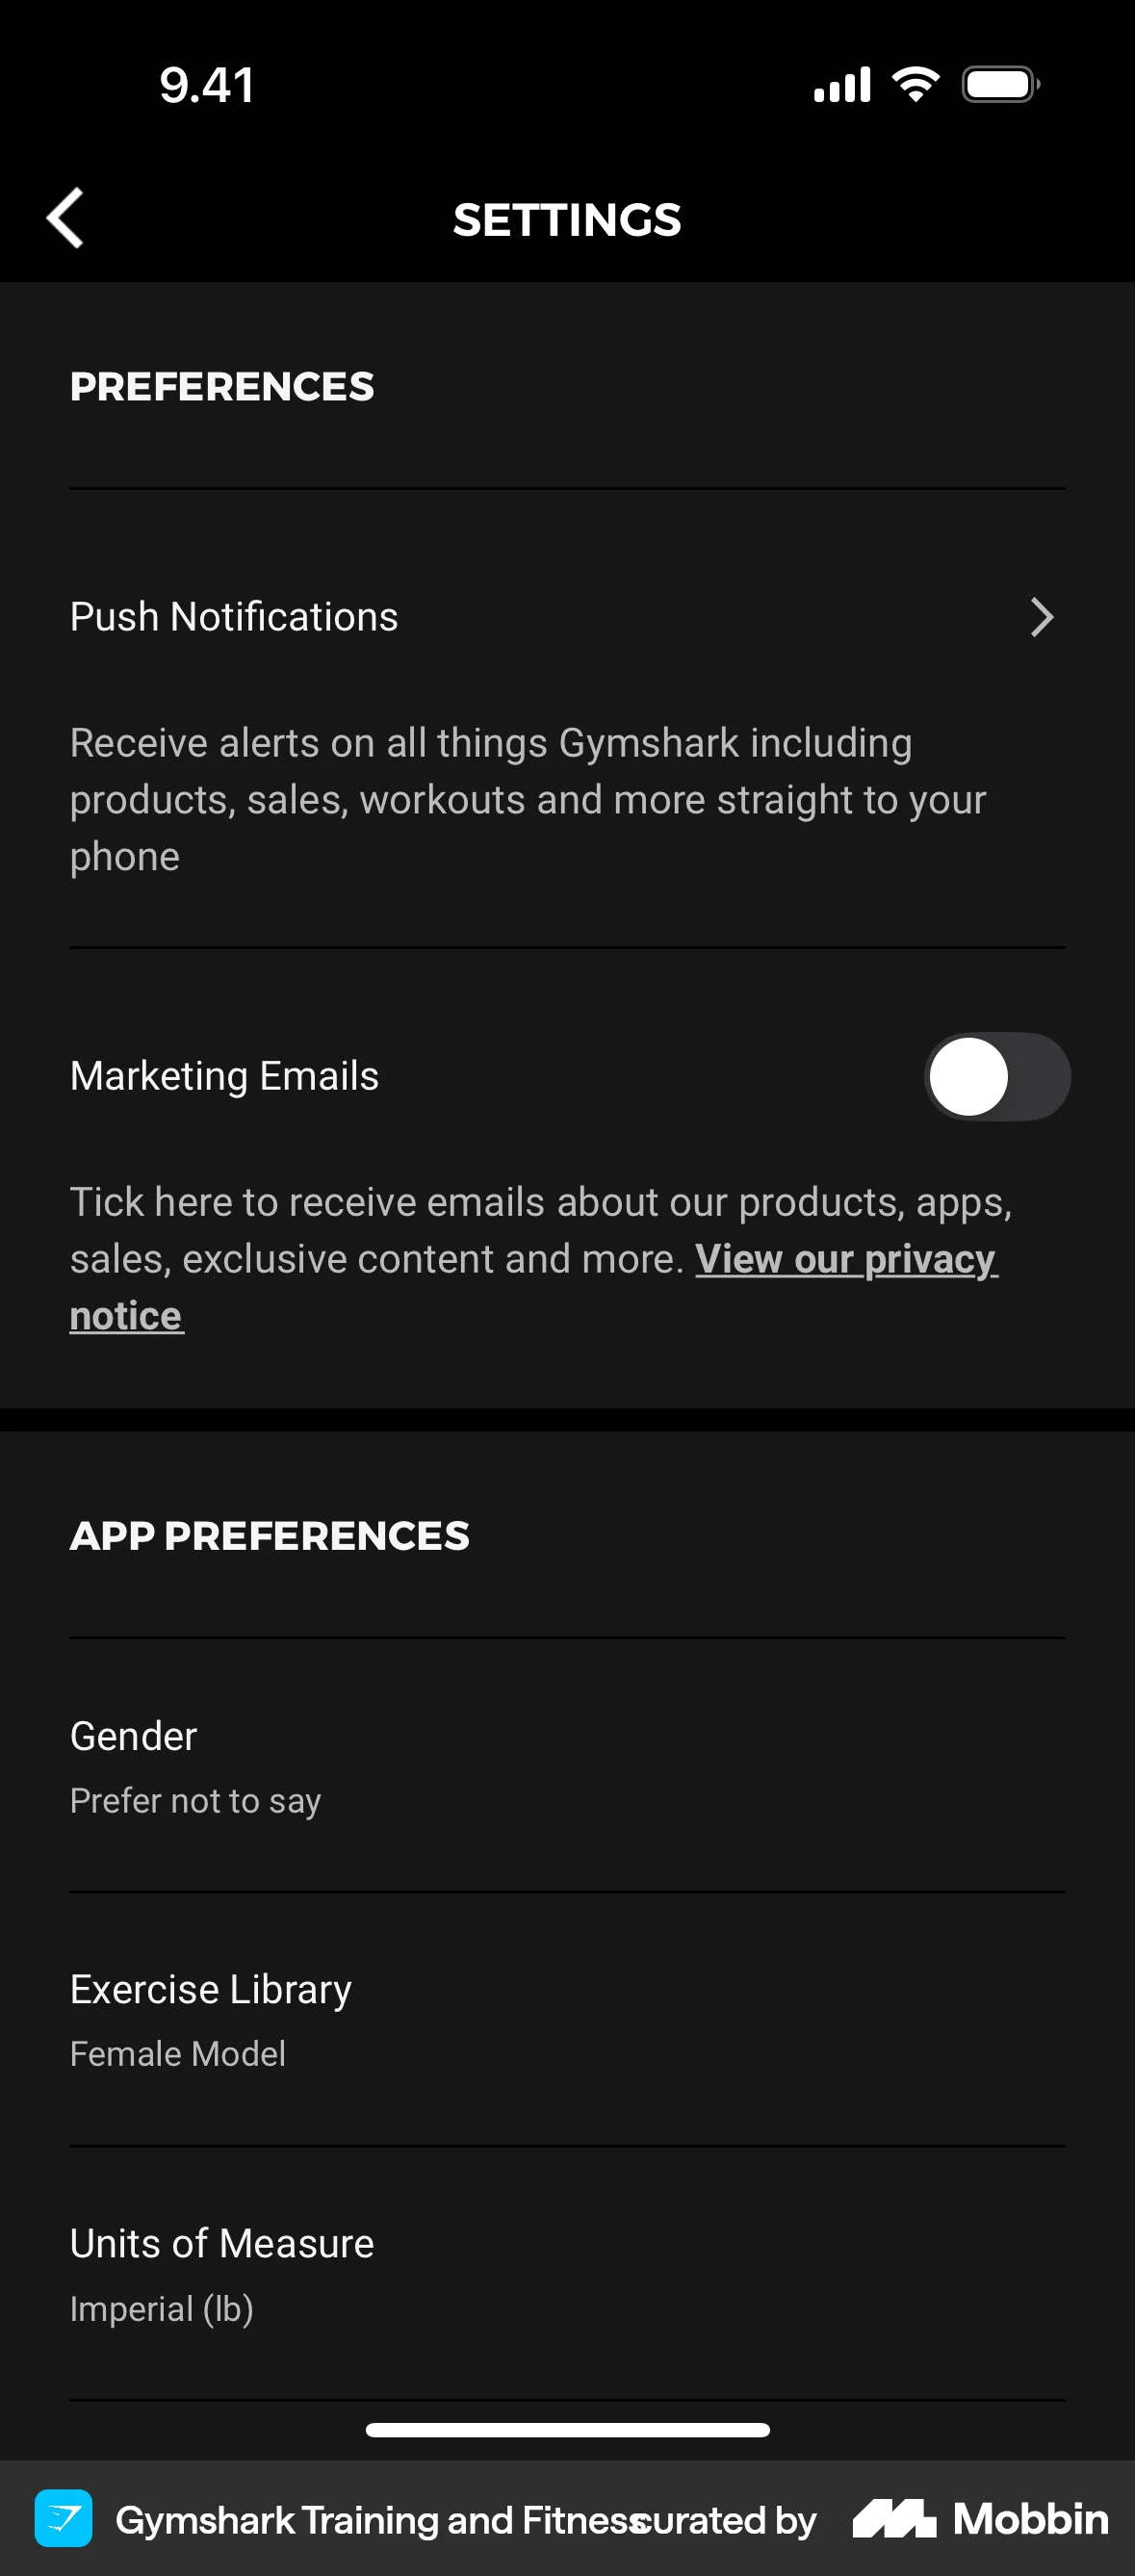 9.41
SETTINGS
PREFERENCES
Push Notifications
Receive alerts on all things Gymshark including
products, sales, workouts and more straight to your
phone
Marketing Emails
Tick here to receive emails about our products, apps,
sales, exclusive content and more. View our privacy
notice
APP PREFERENCES
Gender
Prefer not to say
Exercise Library
Female Model
Units of Measure
Imperial (lb)
Gymshark Training and Fitness curated by Mobbin